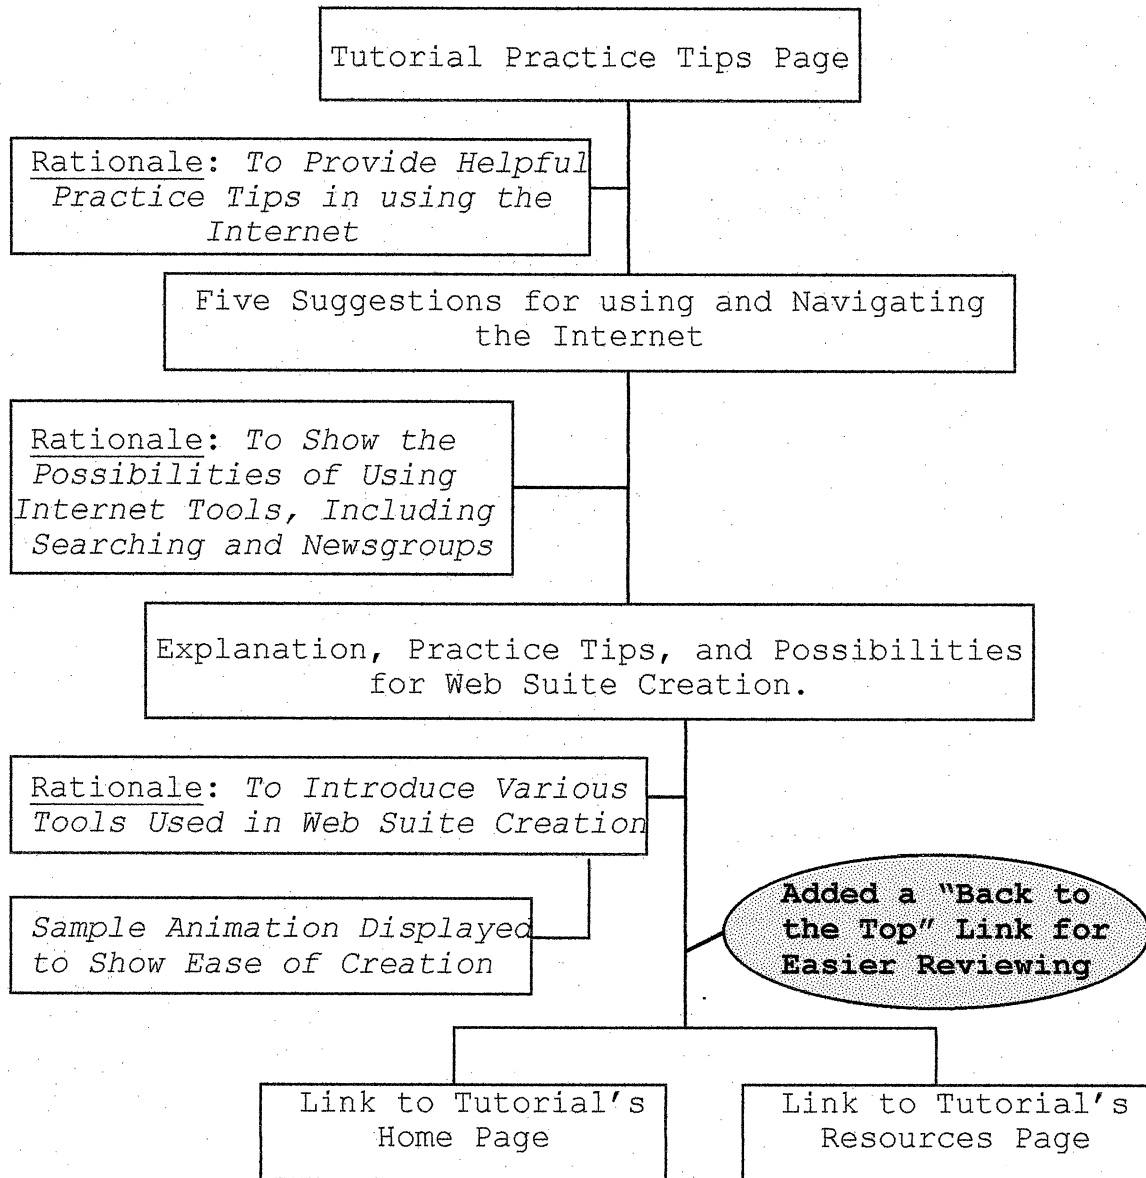 Tutorial Practice Tips Page
Rationale: To Provide Helpful
Practice Tips in using the
Internet
Five Suggestions for using and Navigating
the Internet
Rationale: To Show the
Possibilities of Using
Internet Tools, Including
Searching and Newsgroups
Explanation, Practice Tips, and Possibilities
for Web Suite Creation.
Rationale: To Introduce Various
Tools Used in Web Suite Creation
Sample Animation Displayed
to Show Ease of Creation
Added a "Back to
the Top" Link for
Easier Reviewing
Link to Tutorial's
Home Page
Link to Tutorial's
Resources Page